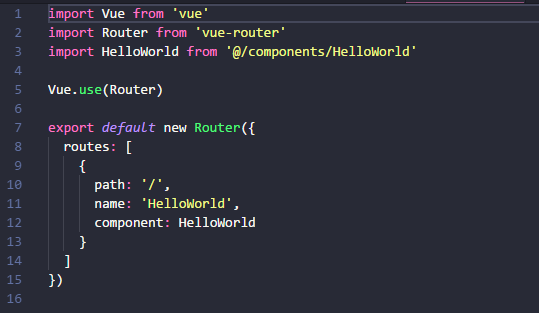 1 import Vue from 'vue'
2 import Router from 'vue-router'
3 import HelloWorld from '@/components/HelloWorld'
4
5 Vue.use(Router)
6
7 export default new Router({
8   routes: [
9     {
10       path: '/',
11       name: 'HelloWorld',
12       component: HelloWorld
13     }
14   ]
15 })
16